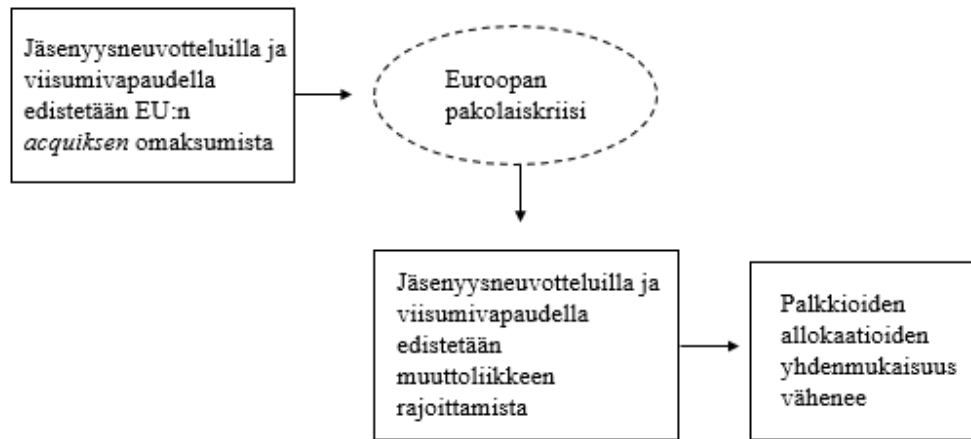 Jäsenyysneuvotteluilla ja
viisumivapaudella
edistetään EU:n
acquiksen omaksumista
Euroopan
pakolaiskriisi
Jäsenyysneuvotteluilla ja
viisumivapaudella
edistetään
muuttoliikkeen
rajoittamista
Palkkioiden
allokaatioiden
yhdenmukaisuus
vähenee